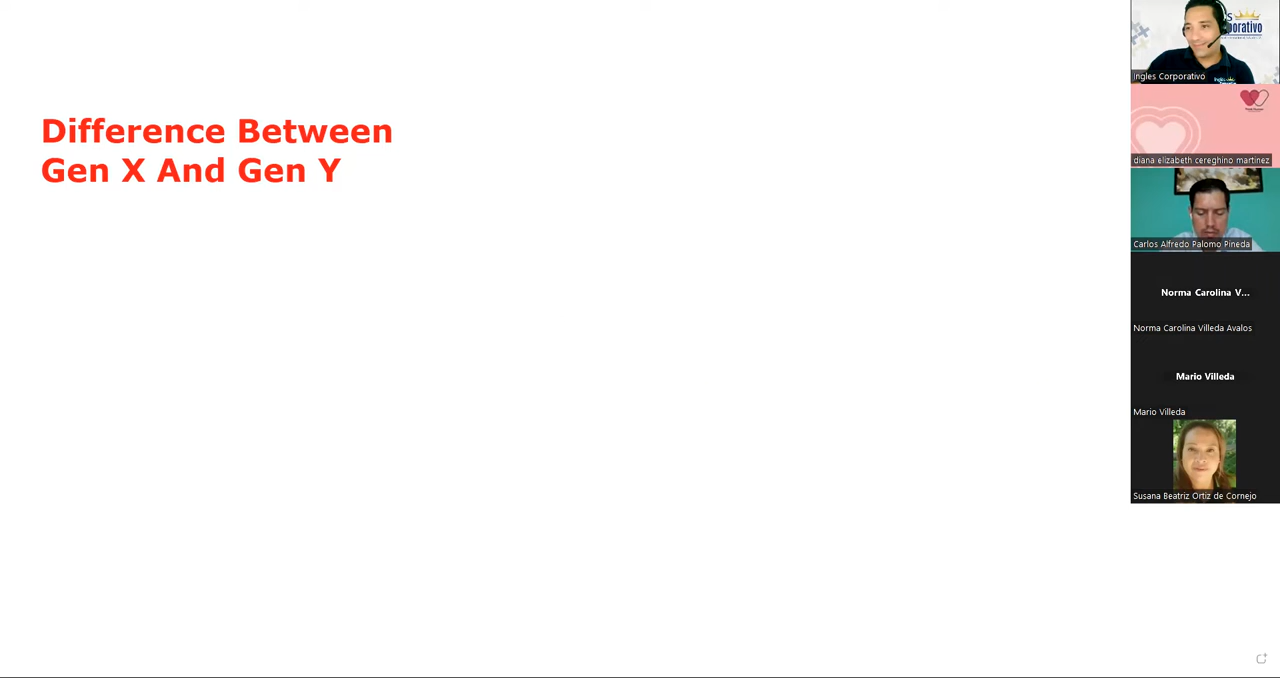 Difference Between
Gen X And Gen Y
Ingles Corporativo
diana elizabeth cereghino martinez
Carlos Alfredo Palomo Pineda
Norma Carolina V...
Norma Carolina Villeda Avalos
Mario Villeda
Mario Villeda
Susana Beatriz Ortiz de Cornejo